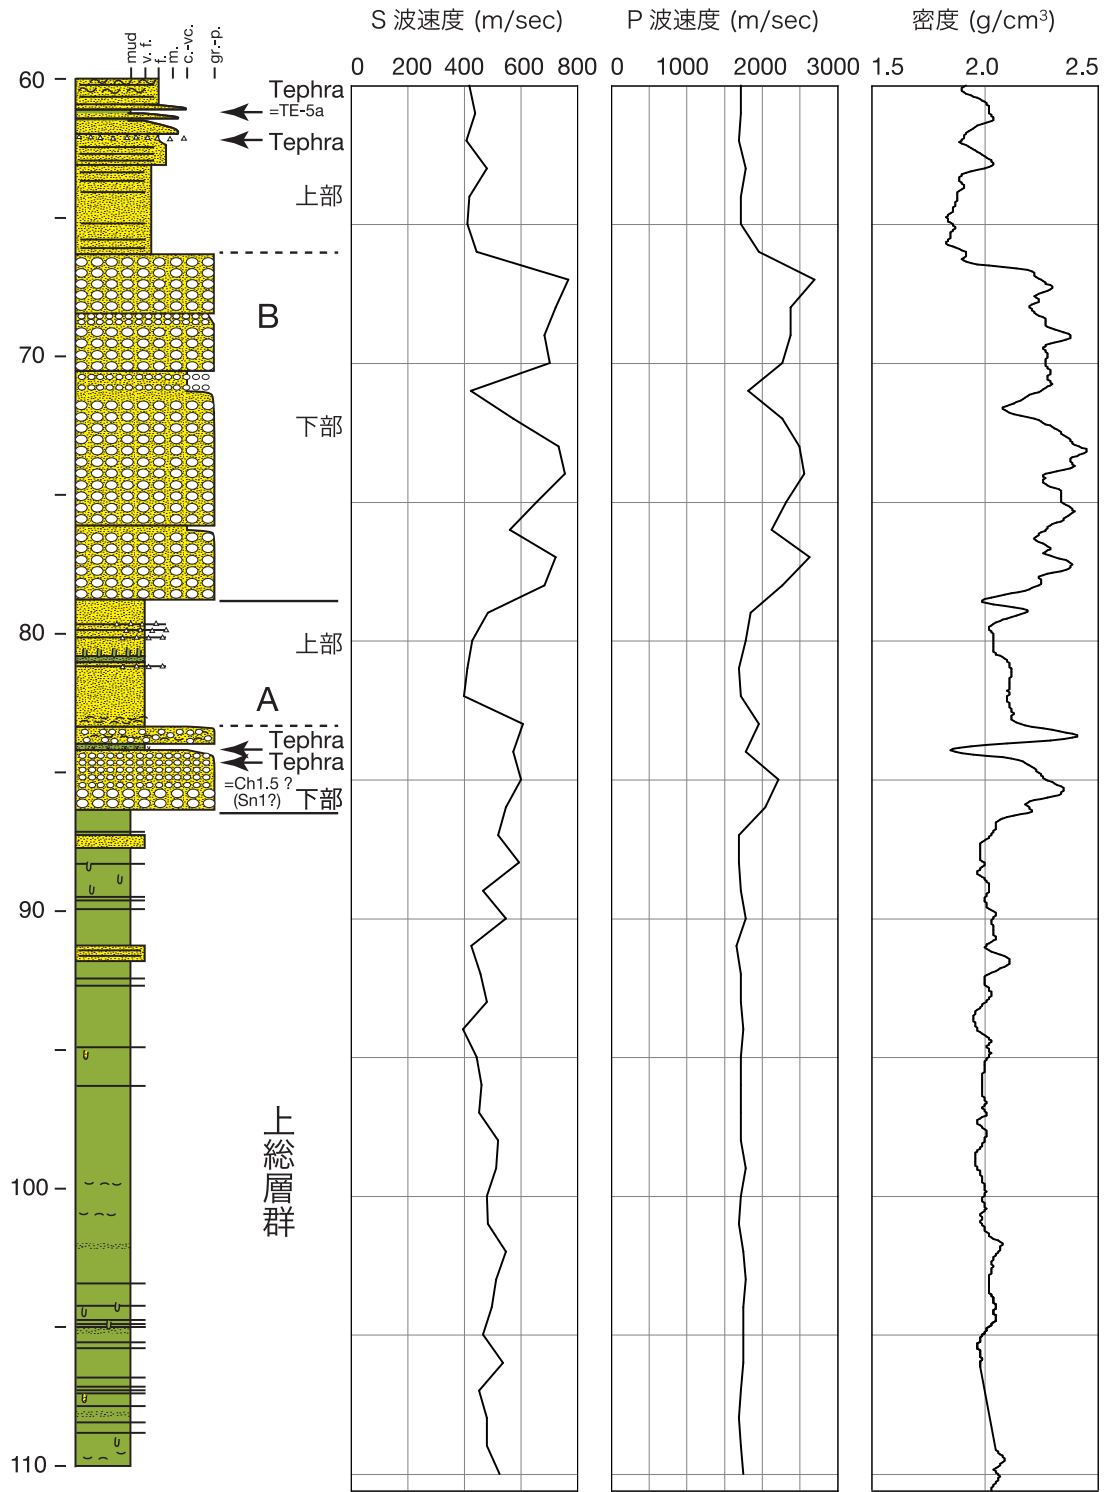 S 波速度 (m/sec)
P 波速度 (m/sec)
密度 (g/cm³)
mud
v. f.
f.
m.
c.-vc.
gr.-p.
0 200 400 600 800
0 1000 2000 3000
1.5 2.0 2.5
60
Tephra
=TE-5a
Tephra
上部
B
70
下部
80
上部
A
Tephra
Tephra
=Ch1.5 ?
(Sn1?)
下部
90
上総層群
100
110